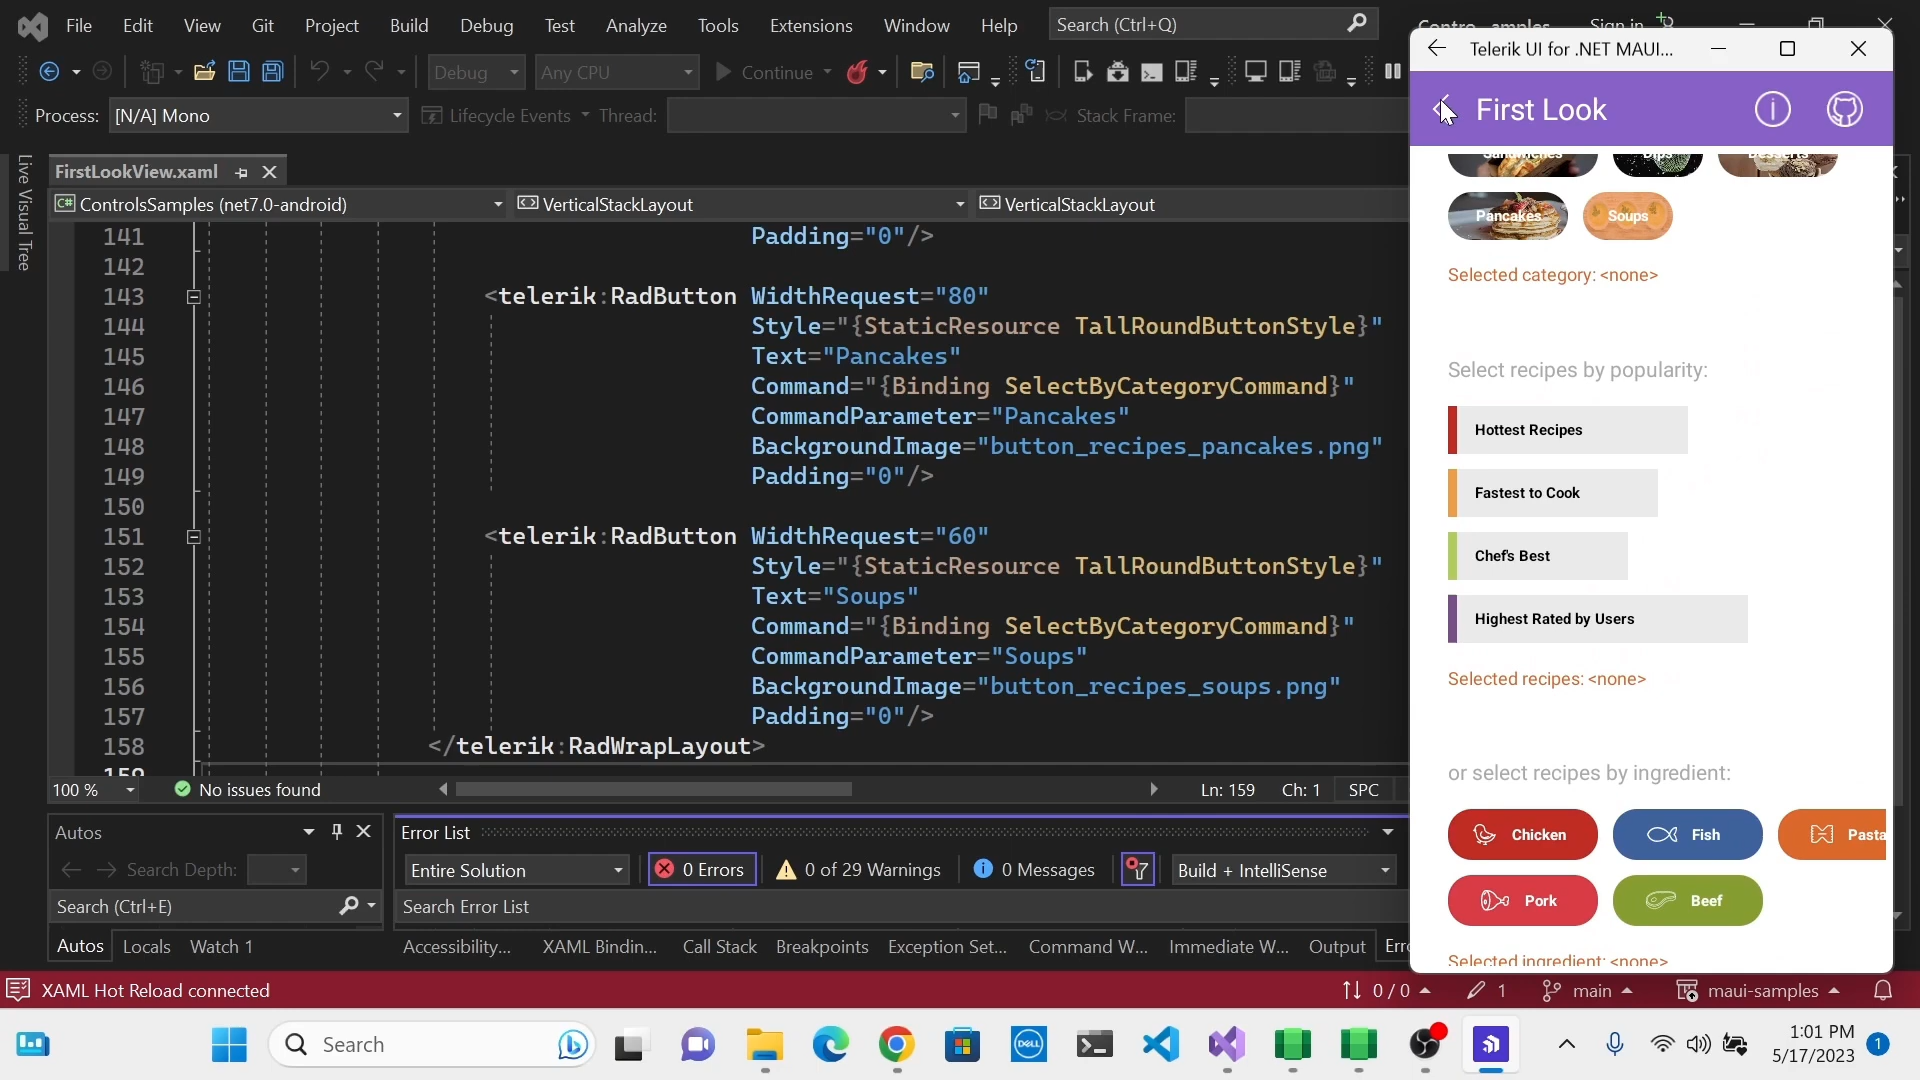 File Edit View Git Project Build Debug Test Analyze Tools Extensions Window Help Search (Ctrl+Q) Sign in
Debug Any CPU Continue
Process: [N/A] Mono Lifecycle Events Thread: Stack Frame:
Live Visual Tree
FirstLookView.xaml
ControlsSamples (net7.0-android) VerticalStackLayout VerticalStackLayout
141 Padding="0"/>
142
143 <telerik:RadButton WidthRequest="80"
144 Style="{StaticResource TallRoundButtonStyle}"
145 Text="Pancakes"
146 Command="{Binding SelectByCategoryCommand}"
147 CommandParameter="Pancakes"
148 BackgroundImage="button_recipes_pancakes.png"
149 Padding="0"/>
150
151 <telerik:RadButton WidthRequest="60"
152 Style="{StaticResource TallRoundButtonStyle}"
153 Text="Soups"
154 Command="{Binding SelectByCategoryCommand}"
155 CommandParameter="Soups"
156 BackgroundImage="button_recipes_soups.png"
157 Padding="0"/>
158 </telerik:RadWrapLayout>
159
100 % No issues found Ln: 159 Ch: 1 SPC
Autos
Search Depth:
Search (Ctrl+E)
Autos Locals Watch 1
Error List
Entire Solution 0 Errors 0 of 29 Warnings 0 Messages Build + IntelliSense
Search Error List
Accessibility... XAML Bindin... Call Stack Breakpoints Exception Set... Command W... Immediate W... Output Err
XAML Hot Reload connected 0 / 0 1 main maui-samples
Telerik UI for .NET MAUI...
First Look
Sandwiches Dips Desserts
Pancakes Soups
Selected category: <none>
Select recipes by popularity:
Hottest Recipes
Fastest to Cook
Chef's Best
Highest Rated by Users
Selected recipes: <none>
or select recipes by ingredient:
Chicken Fish Pasta
Pork Beef
Selected ingredient: <none>
Search DELL 1:01 PM
5/17/2023 1